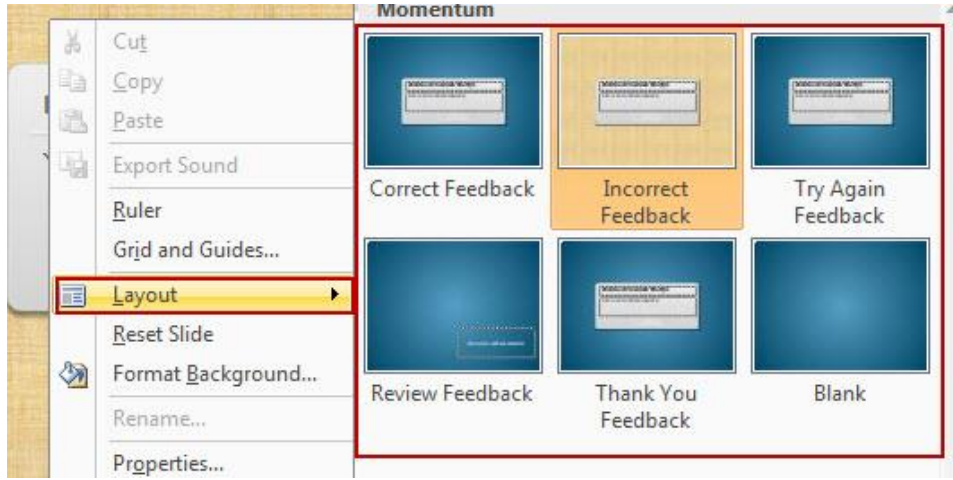 Momentum
Cut
Copy
Paste
Export Sound
Ruler
Grid and Guides...
Layout
Reset Slide
Format Background...
Rename...
Properties...
Correct Feedback
Incorrect
Feedback
Try Again
Feedback
Review Feedback
Thank You
Feedback
Blank